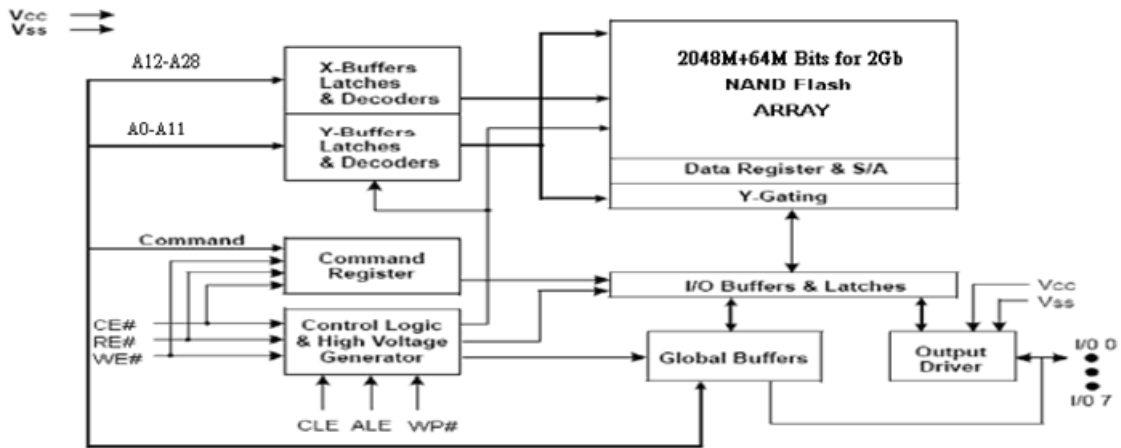 Vcc
Vss
A12-A28
X-Buffers
Latches
& Decoders
A0-A11
Y-Buffers
Latches
& Decoders
2048M+64M Bits for 2Gb
NAND Flash
ARRAY
Data Register & S/A
Y-Gating
Command
Command
Register
I/O Buffers & Latches
Vcc
Vss
CE#
RE#
WE#
Control Logic
& High Voltage
Generator
Global Buffers
Output
Driver
I/O 0
I/O 7
CLE ALE WP#